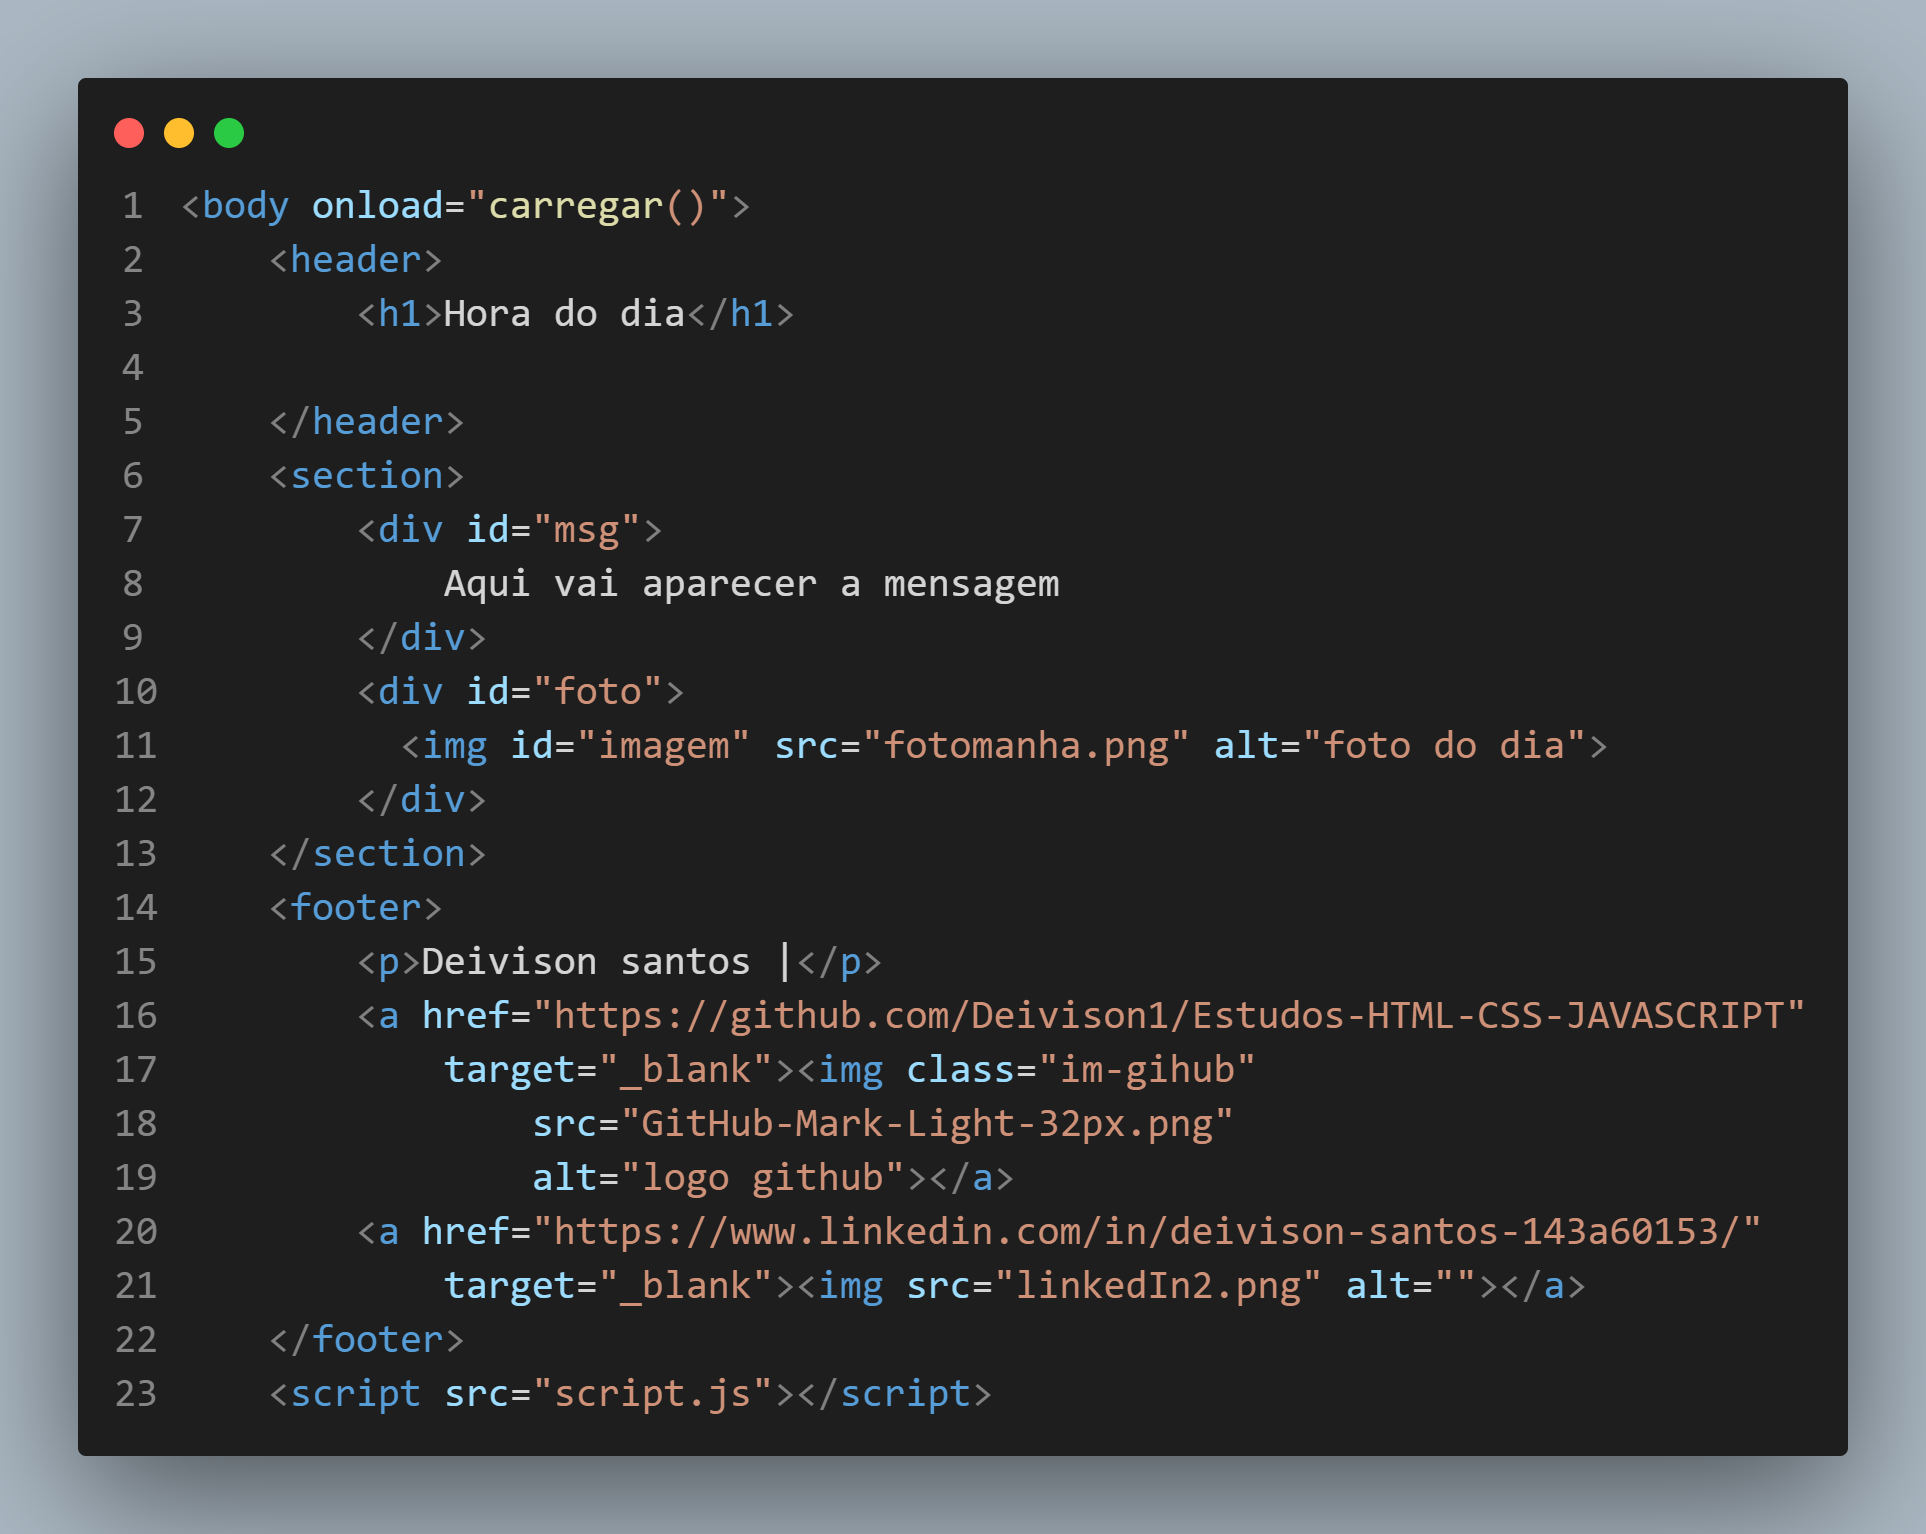 1 <body onload="carregar()">
2     <header>
3         <h1>Hora do dia</h1>
4
5     </header>
6     <section>
7         <div id="msg">
8             Aqui vai aparecer a mensagem
9         </div>
10         <div id="foto">
11           <img id="imagem" src="fotomanha.png" alt="foto do dia">
12         </div>
13     </section>
14     <footer>
15         <p>Deivison santos |</p>
16         <a href="https://github.com/Deivison1/Estudos-HTML-CSS-JAVASCRIPT"
17             target="_blank"><img class="im-gihub"
18                 src="GitHub-Mark-Light-32px.png"
19                 alt="logo github"></a>
20         <a href="https://www.linkedin.com/in/deivison-santos-143a60153/"
21             target="_blank"><img src="linkedIn2.png" alt=""></a>
22     </footer>
23     <script src="script.js"></script>